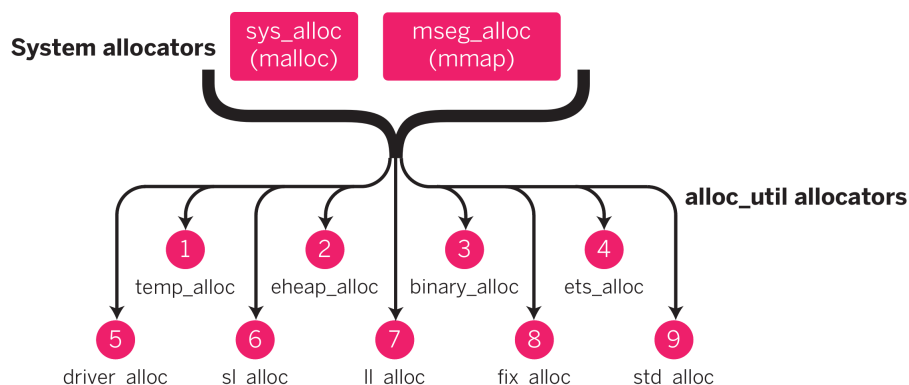 System allocators
sys_alloc
(malloc)
mseg_alloc
(mmap)
alloc_util allocators
1
2
3
4
temp_alloc
eheap_alloc
binary_alloc
ets_alloc
5
6
7
8
9
driver_alloc
sl_alloc
ll_alloc
fix_alloc
std_alloc